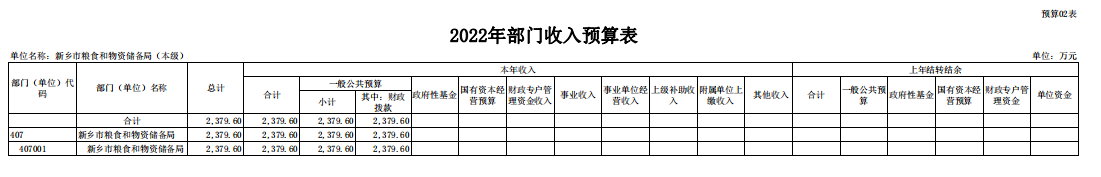 预算02表
2022年部门收入预算表
单位名称：新乡市粮食和物资储备局（本级） 单位：万元
部门（单位）代码 部门（单位）名称 总计 本年收入 上年结转结余
合计 一般公共预算 政府性基金 国有资本经营预算 财政专户管理资金收入 事业收入 事业单位经营收入 上级补助收入 附属单位上缴收入 其他收入 合计 一般公共预算 政府性基金 国有资本经营预算 财政专户管理资金 单位资金
小计 其中：财政拨款
合计 2,379.60 2,379.60 2,379.60 2,379.60
407 新乡市粮食和物资储备局 2,379.60 2,379.60 2,379.60 2,379.60
407001 新乡市粮食和物资储备局 2,379.60 2,379.60 2,379.60 2,379.60